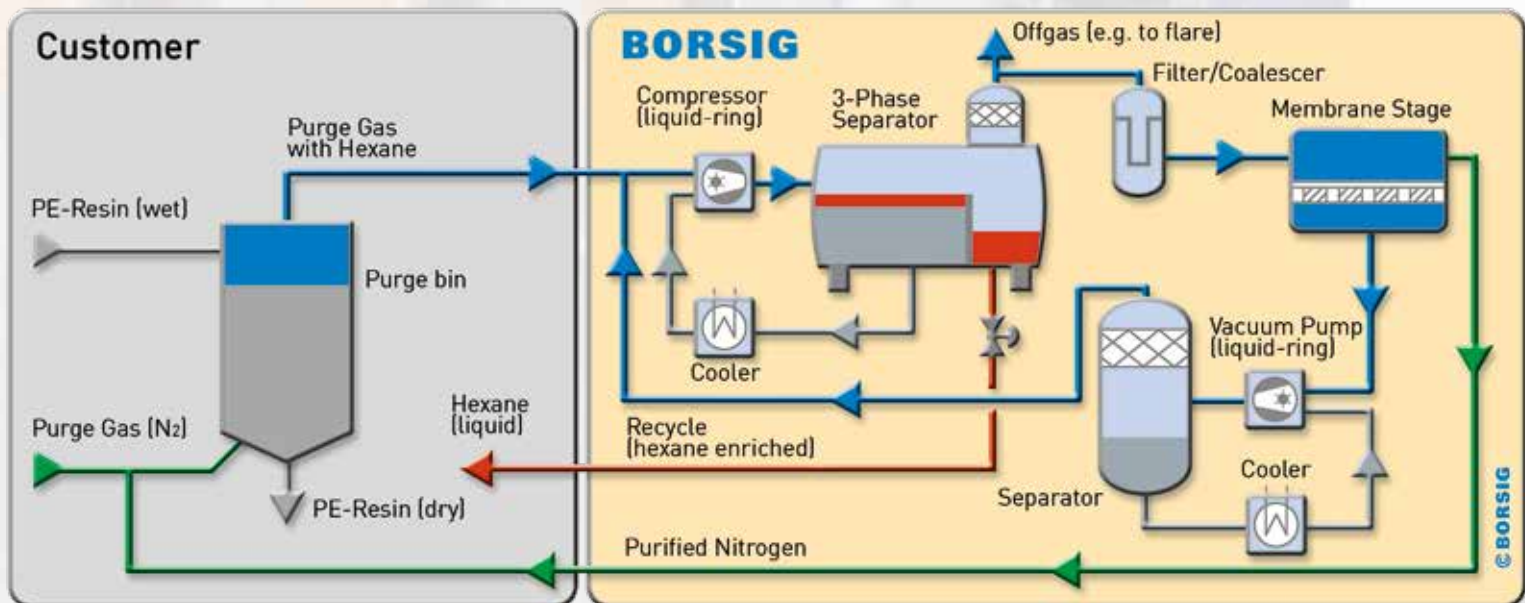 Customer
BORSIG
Offgas (e.g. to flare)
Filter/Coalescer
Compressor
(liquid-ring)
3-Phase
Separator
Membrane Stage
Purge Gas
with Hexane
PE-Resin (wet)
Purge bin
Cooler
Vacuum Pump
(liquid-ring)
Hexane
(liquid)
Recycle
(hexane enriched)
Purge Gas (N₂)
Cooler
Separator
PE-Resin (dry)
Purified Nitrogen
© BORSIG